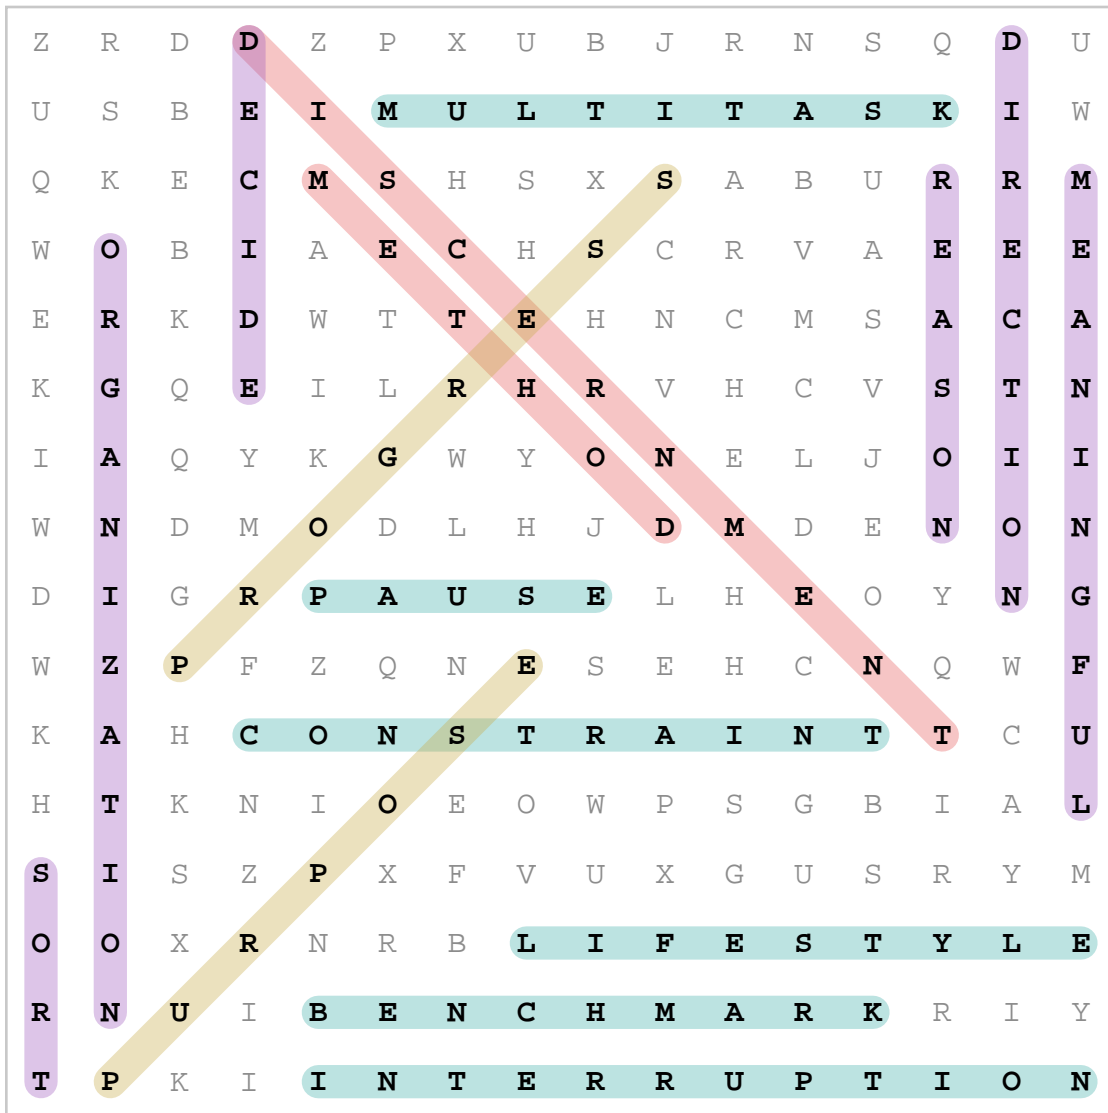 Z R D D Z P X U B J R N S Q D U
U S B E I M U L T I T A S K I W
Q K E C M S H S X S A B U R R M
W O B I A E C H S C R V A E E E
E R K D W T T E H N C M S A C A
K G Q E I L R H R V H C V S T N
I A Q Y K G W Y O N E L J O I I
W N D M O D L H J D M D E N O N
D I G R P A U S E L H E O Y N G
W Z P F Z Q N E S E H C N Q W F
K A H C O N S T R A I N T T C U
H T K N I O E O W P S G B I A L
S I S Z P X F V U X G U S R Y M
O O X R N R B L I F E S T Y L E
R N U I B E N C H M A R K R I Y
T P K I I N T E R R U P T I O N